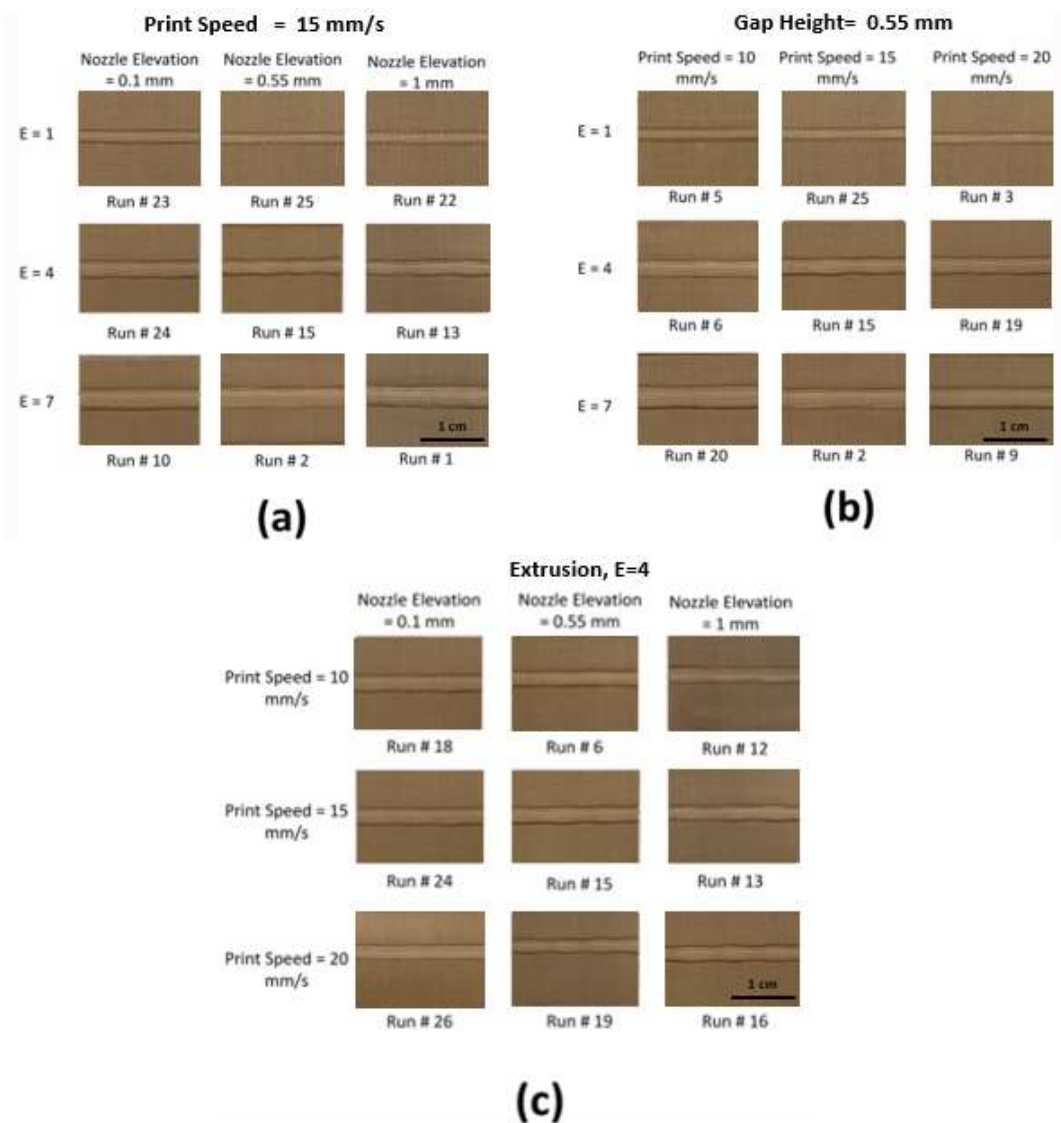 Print Speed = 15 mm/s
Nozzle Elevation = 0.1 mm
Nozzle Elevation = 0.55 mm
Nozzle Elevation = 1 mm
E = 1
Run # 23
Run # 25
Run # 22
E = 4
Run # 24
Run # 15
Run # 13
E = 7
1 cm
Run # 10
Run # 2
Run # 1
(a)
Gap Height= 0.55 mm
Print Speed = 10 mm/s
Print Speed = 15 mm/s
Print Speed = 20 mm/s
E = 1
Run # 5
Run # 25
Run # 3
E = 4
Run # 6
Run # 15
Run # 19
E = 7
1 cm
Run # 20
Run # 2
Run # 9
(b)
Extrusion, E=4
Nozzle Elevation = 0.1 mm
Nozzle Elevation = 0.55 mm
Nozzle Elevation = 1 mm
Print Speed = 10 mm/s
Run # 18
Run # 6
Run # 12
Print Speed = 15 mm/s
Run # 24
Run # 15
Run # 13
Print Speed = 20 mm/s
1 cm
Run # 26
Run # 19
Run # 16
(c)